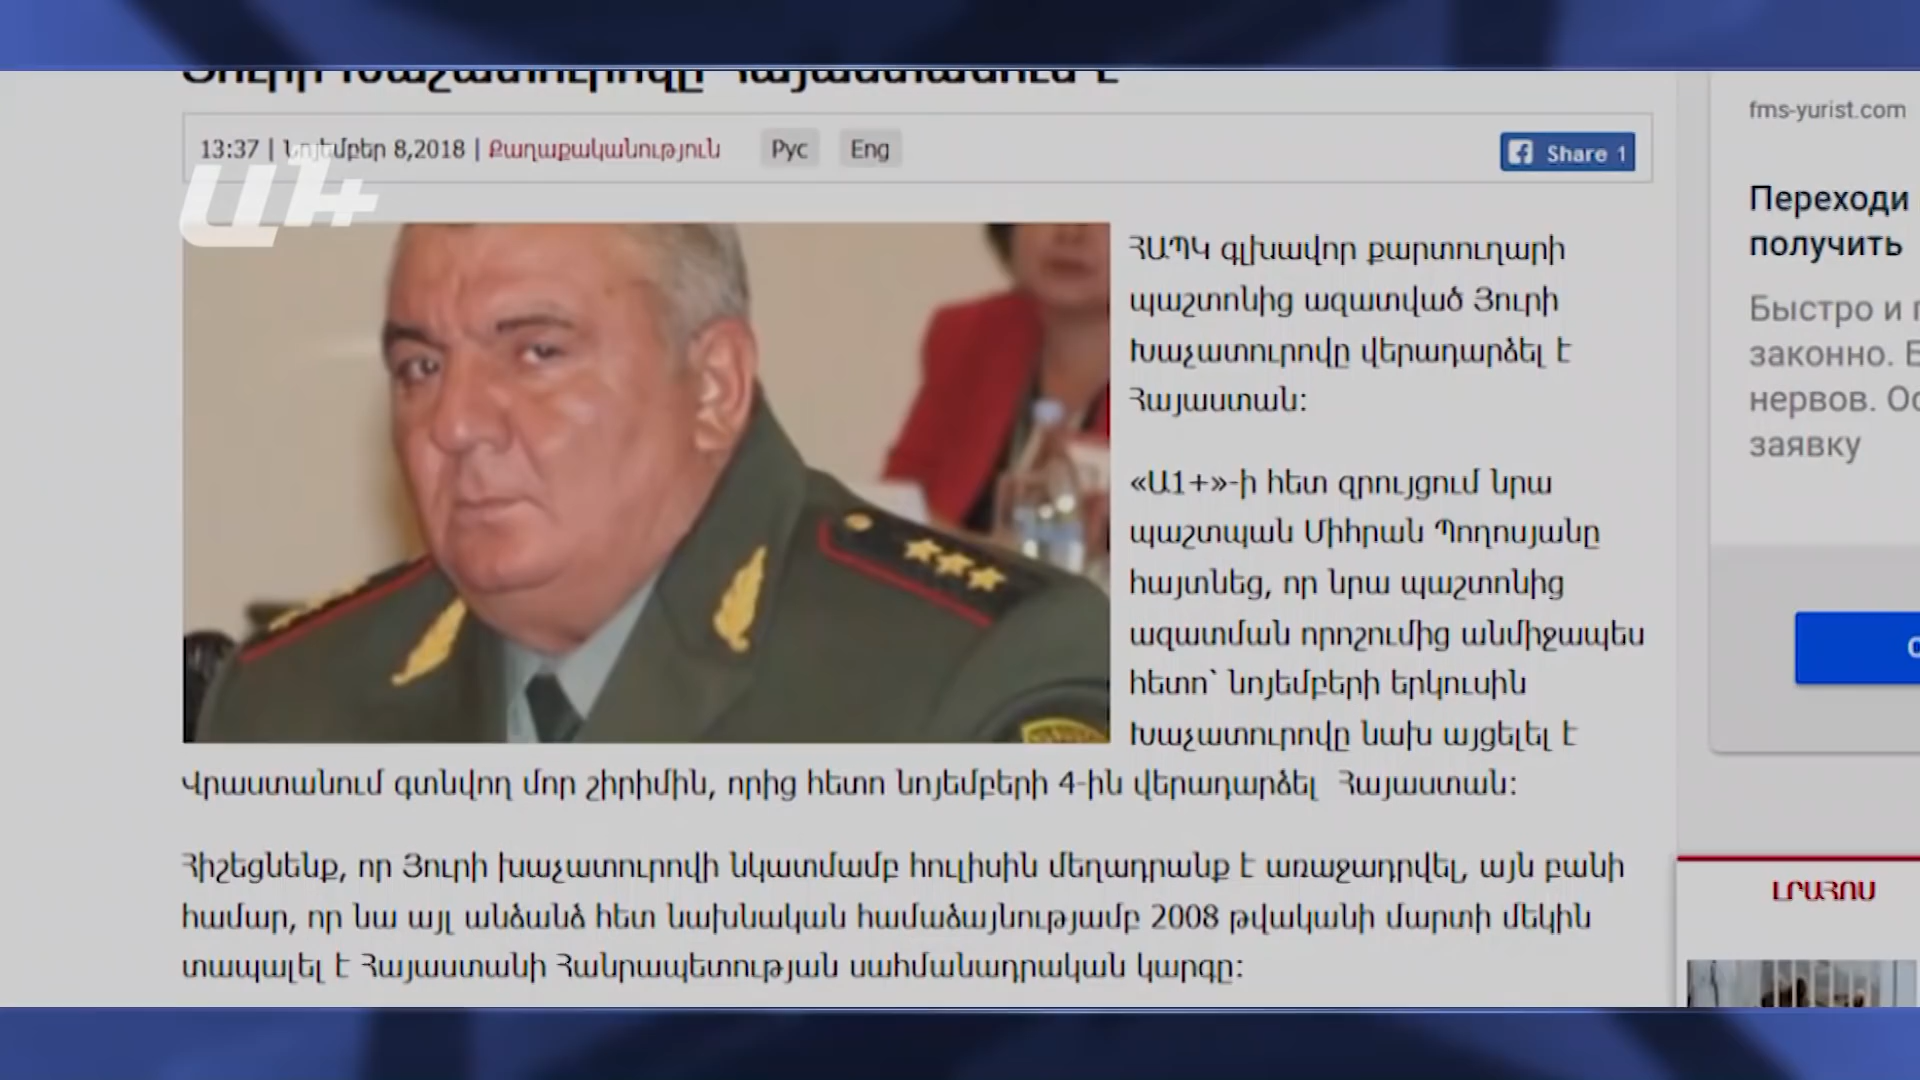 Յուրի Խաչատուրովը Հայաստանում է
13:37 | Նոյեմբեր 8,2018 | Քաղաքականություն
Рус
Eng
Share 1
Ա1+
ՀԱՊԿ գլխավոր քարտուղարի
պաշտոնից ազատված Յուրի
Խաչատուրովը վերադարձել է
Հայաստան:
«Ա1+»-ի հետ զրույցում նրա
պաշտպան Միհրան Պողոսյանը
հայտնեց, որ նրա պաշտոնից
ազատման որոշումից անմիջապես
հետո` նոյեմբերի երկուսին
Խաչատուրովը նախ այցելել է
Վրաստանում գտնվող մոր շիրիմին, որից հետո նոյեմբերի 4-ին վերադարձել Հայաստան:
Հիշեցնենք, որ Յուրի խաչատուրովի նկատմամբ հուլիսին մեղադրանք է առաջադրվել, այն բանի
համար, որ նա այլ անձանձ հետ նախնական համաձայնությամբ 2008 թվականի մարտի մեկին
տապալել է Հայաստանի Հանրապետության սահմանադրական կարգը:
fms-yurist.com
Переходи
получить
Быстро и
законно.
нервов.
заявку
ԼՐԱՀՈՍ